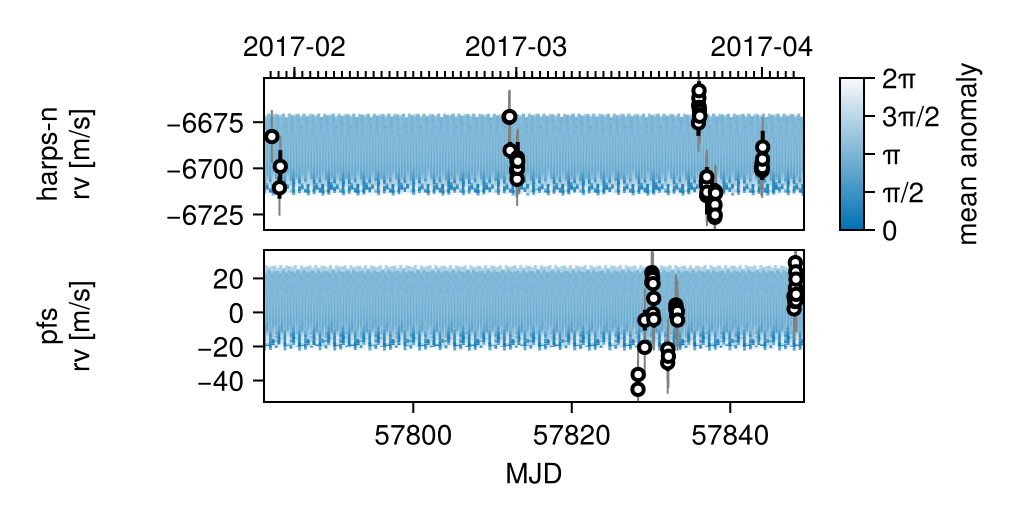 2017-02 2017-03 2017-04
harps-n
rv [m/s]
−6675
−6700
−6725
2π
3π/2
π
π/2
0
mean anomaly
pfs
rv [m/s]
20
0
−20
−40
57800 57820 57840
MJD